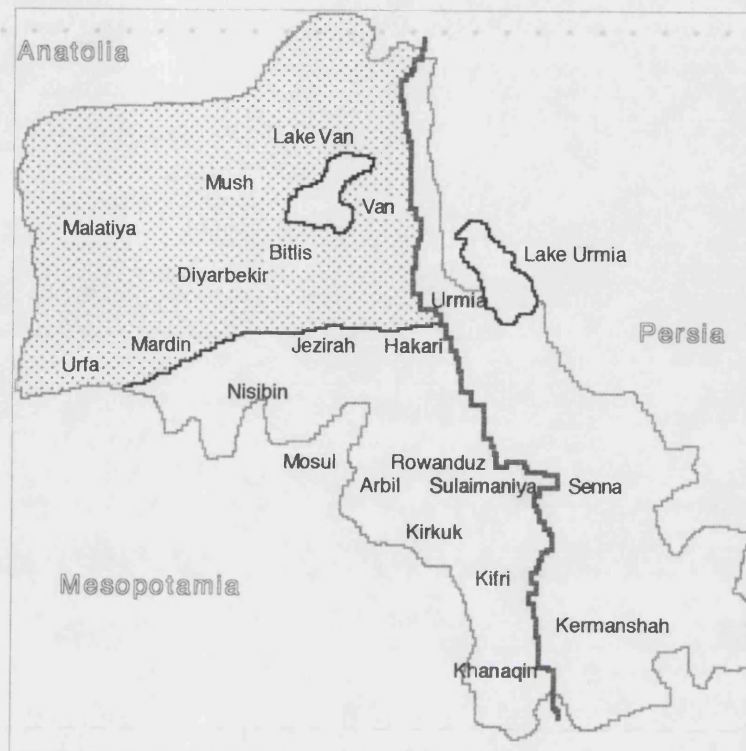 Anatolia
Lake Van
Mush
Van
Malatiya
Bitlis
Lake Urmia
Diyarbekir
Urmia
Persia
Mardin
Jezirah
Hakari
Urfa
Nisibin
Mosul
Rowanduz
Arbil
Sulaimaniya
Senna
Kirkuk
Mesopotamia
Kifri
Kermanshah
Khanaqin